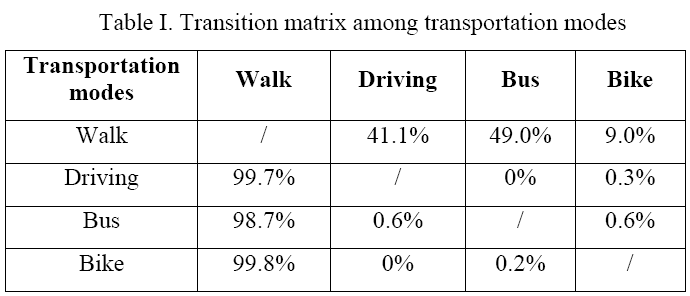 Table I. Transition matrix among transportation modes
Transportation modes Walk Driving Bus Bike
Walk / 41.1% 49.0% 9.0%
Driving 99.7% / 0% 0.3%
Bus 98.7% 0.6% / 0.6%
Bike 99.8% 0% 0.2% /